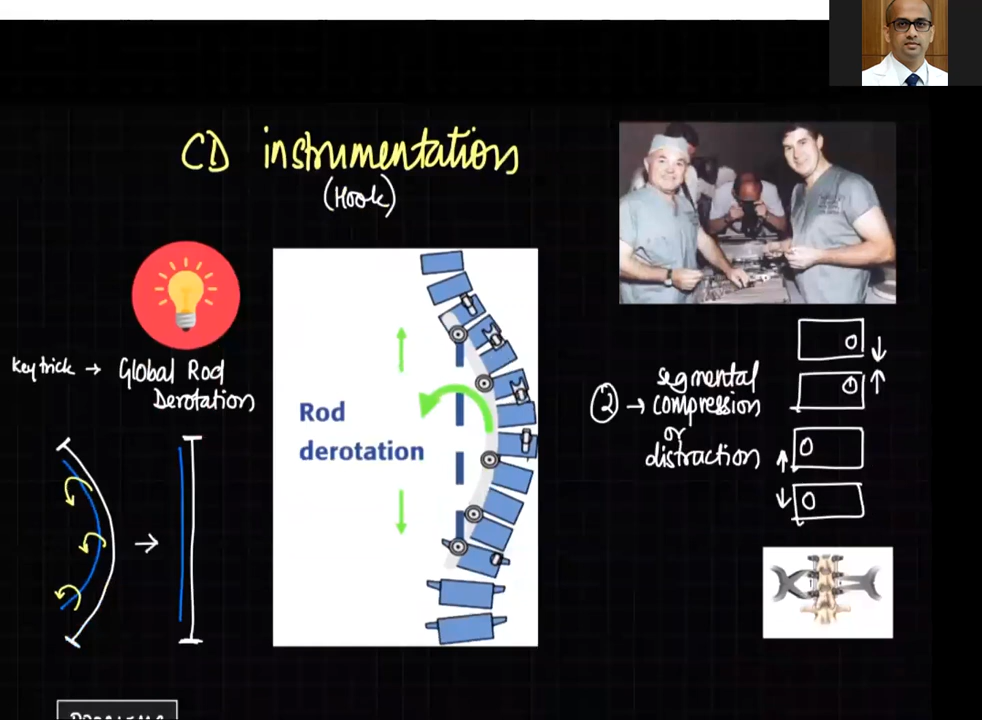 CD instrumentation
(Hook)
Key trick → Global Rod
Derotation
Rod
derotation
② → segmental
compression
or
distraction